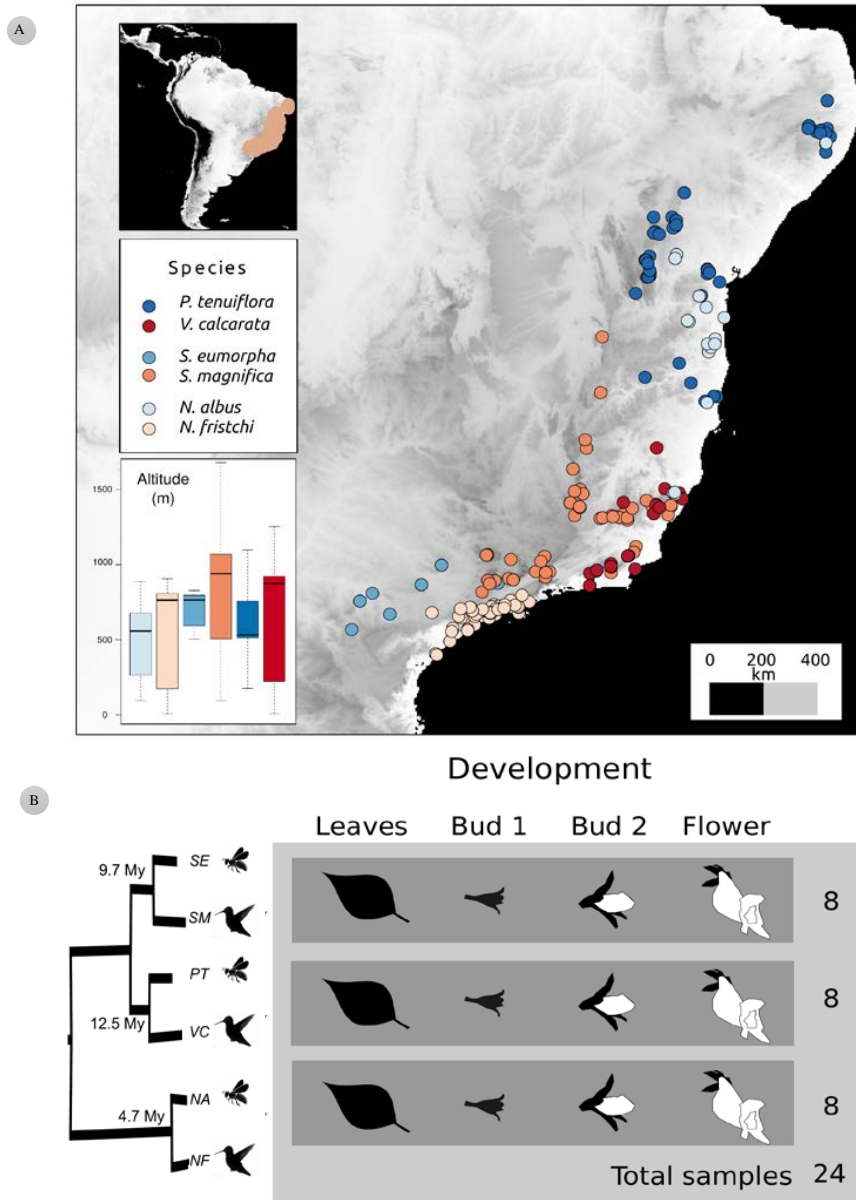 A
Species
P. tenuiflora
V. calcarata
S. eumorpha
S. magnifica
N. albus
N. fristchi
Altitude
(m)
1500
1000
500
0
0 200 400
km
Development
B
Leaves Bud 1 Bud 2 Flower
9.7 My
SE
SM
8
PT
12.5 My
VC
8
4.7 My
NA
NF
8
Total samples 24